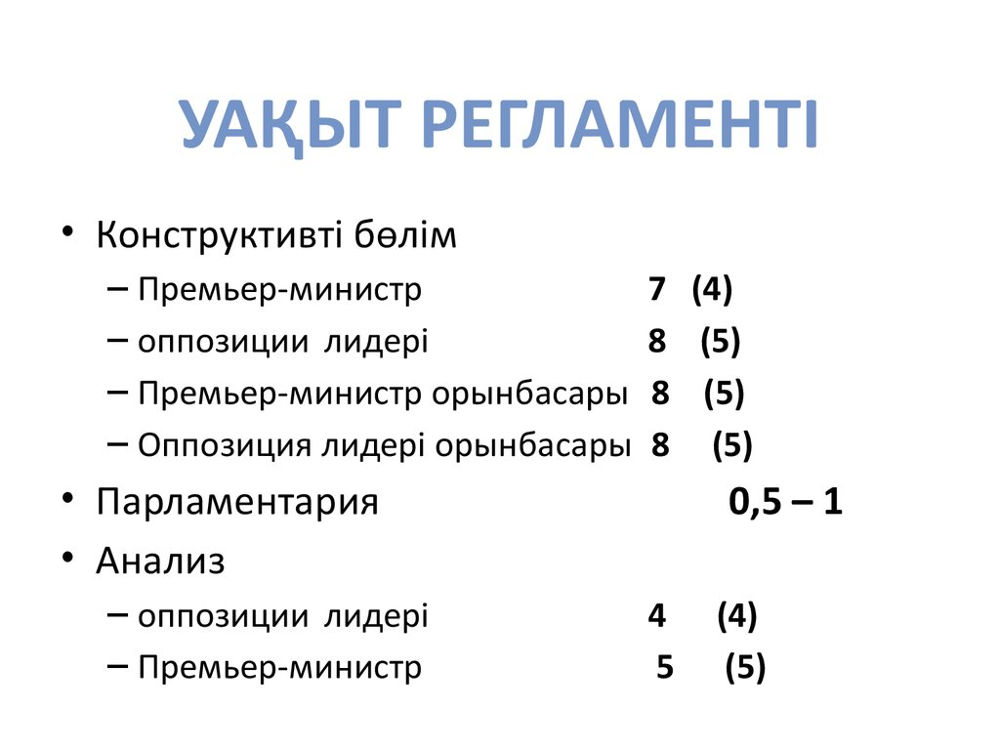 УАҚЫТ РЕГЛАМЕНТІ
• Конструктивті бөлім
– Премьер-министр 7 (4)
– оппозиции лидері 8 (5)
– Премьер-министр орынбасары 8 (5)
– Оппозиция лидері орынбасары 8 (5)
• Парламентария 0,5 – 1
• Анализ
– оппозиции лидері 4 (4)
– Премьер-министр 5 (5)